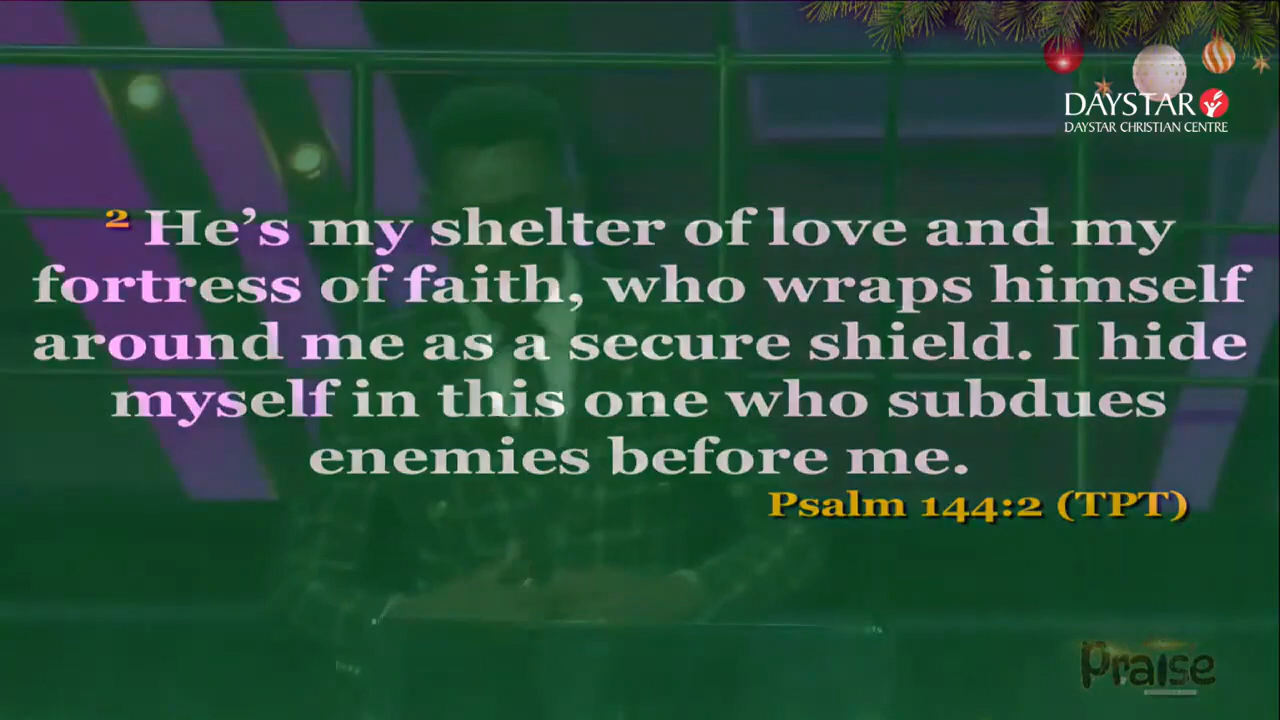 DAYSTAR
DAYSTAR CHRISTIAN CENTRE
2 He’s my shelter of love and my
fortress of faith, who wraps himself
around me as a secure shield. I hide
myself in this one who subdues
enemies before me.
Psalm 144:2 (TPT)
Praise